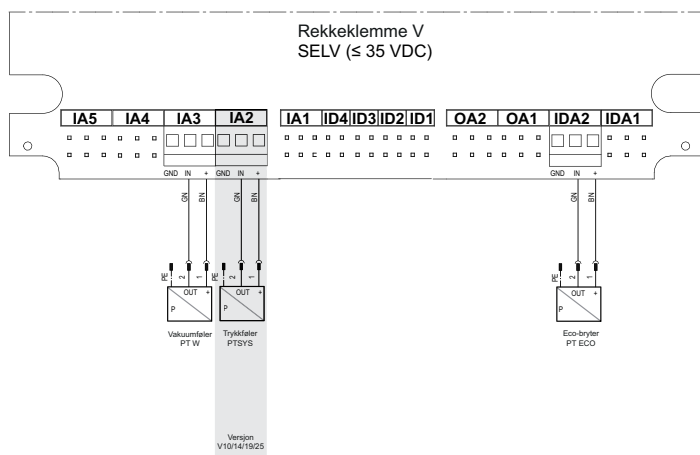 Rekkeklemme V
SELV (≤ 35 VDC)
IA5 IA4 IA3 IA2 IA1 ID4 ID3 ID2 ID1 OA2 OA1 IDA2 IDA1
GND IN + GND IN + GND IN +
GN BN GN BN GN BN
PE 2 1 PE 2 1 PE 2 1
OUT + OUT + OUT +
P P P
Vakuumføler
PT W
Trykkføler
PTSYS
Eco-bryter
PT ECO
Versjon
V10/14/19/25